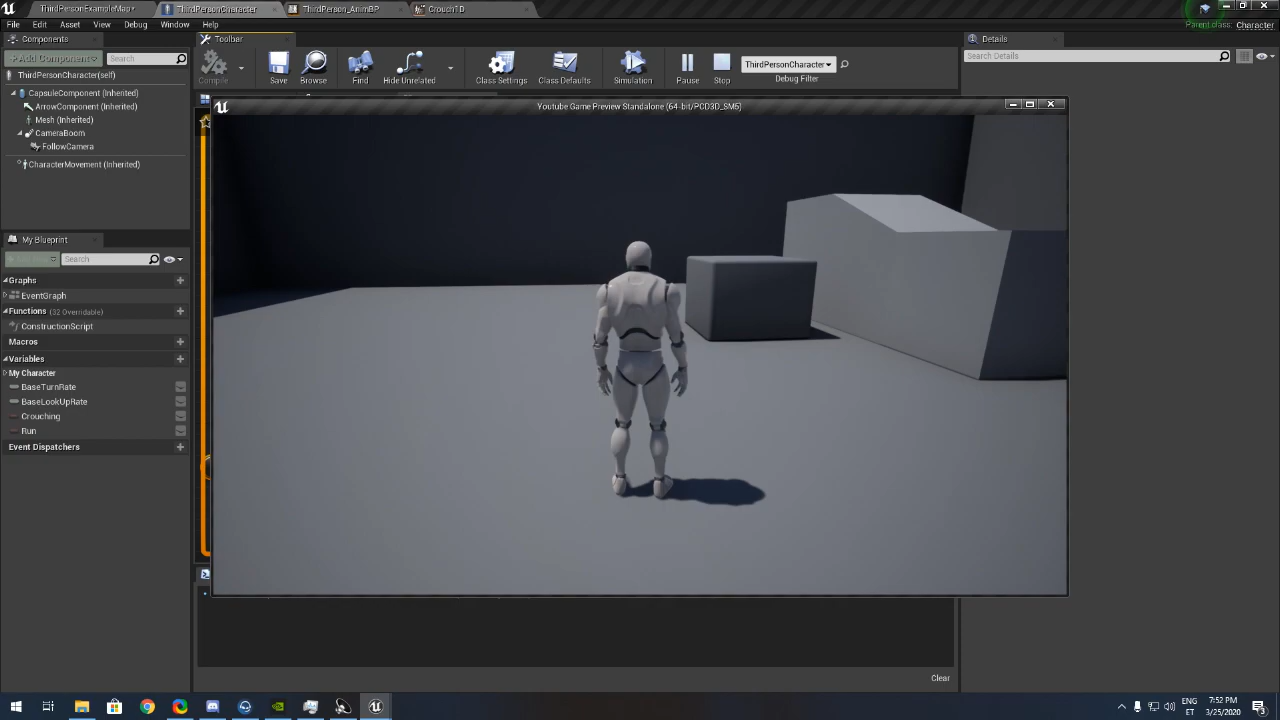 ThirdPersonExampleMap*
ThirdPersonCharacter
ThirdPerson_AnimBP
Crouch1D
File
Edit
Asset
View
Debug
Window
Help
Parent class: Character
Components
+Add Component
Search
ThirdPersonCharacter(self)
CapsuleComponent (Inherited)
ArrowComponent (Inherited)
Mesh (Inherited)
CameraBoom
FollowCamera
CharacterMovement (Inherited)
My Blueprint
Search
Graphs
EventGraph
Functions (32 Overridable)
ConstructionScript
Macros
Variables
My Character
BaseTurnRate
BaseLookUpRate
Crouching
Run
Event Dispatchers
Toolbar
Compile
Save
Browse
Find
Hide Unrelated
Class Settings
Class Defaults
Simulation
Pause
Stop
ThirdPersonCharacter
Debug Filter
Youtube Game Preview Standalone (64-bit/PCD3D_SM5)
Clear
Details
Search Details
ENG
ET
7:52 PM
3/25/2020
3